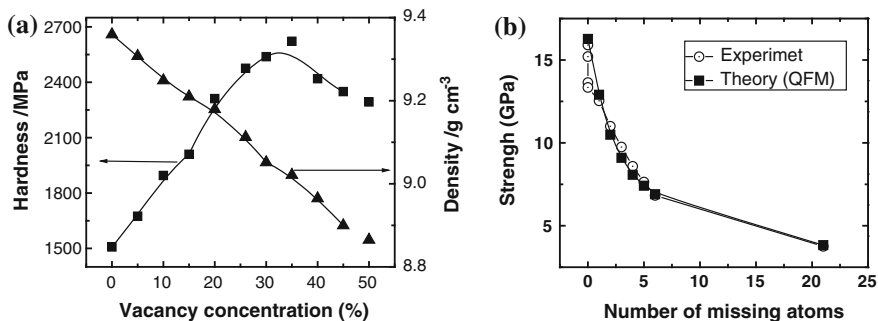 (a)
Hardness /MPa
2700
2400
2100
1800
1500
9.4
9.2
9.0
8.8
Density /g cm⁻³
0 10 20 30 40 50
Vacancy concentration (%)
(b)
Strengh (GPa)
15
10
5
Experimet
Theory (QFM)
0 5 10 15 20 25
Number of missing atoms